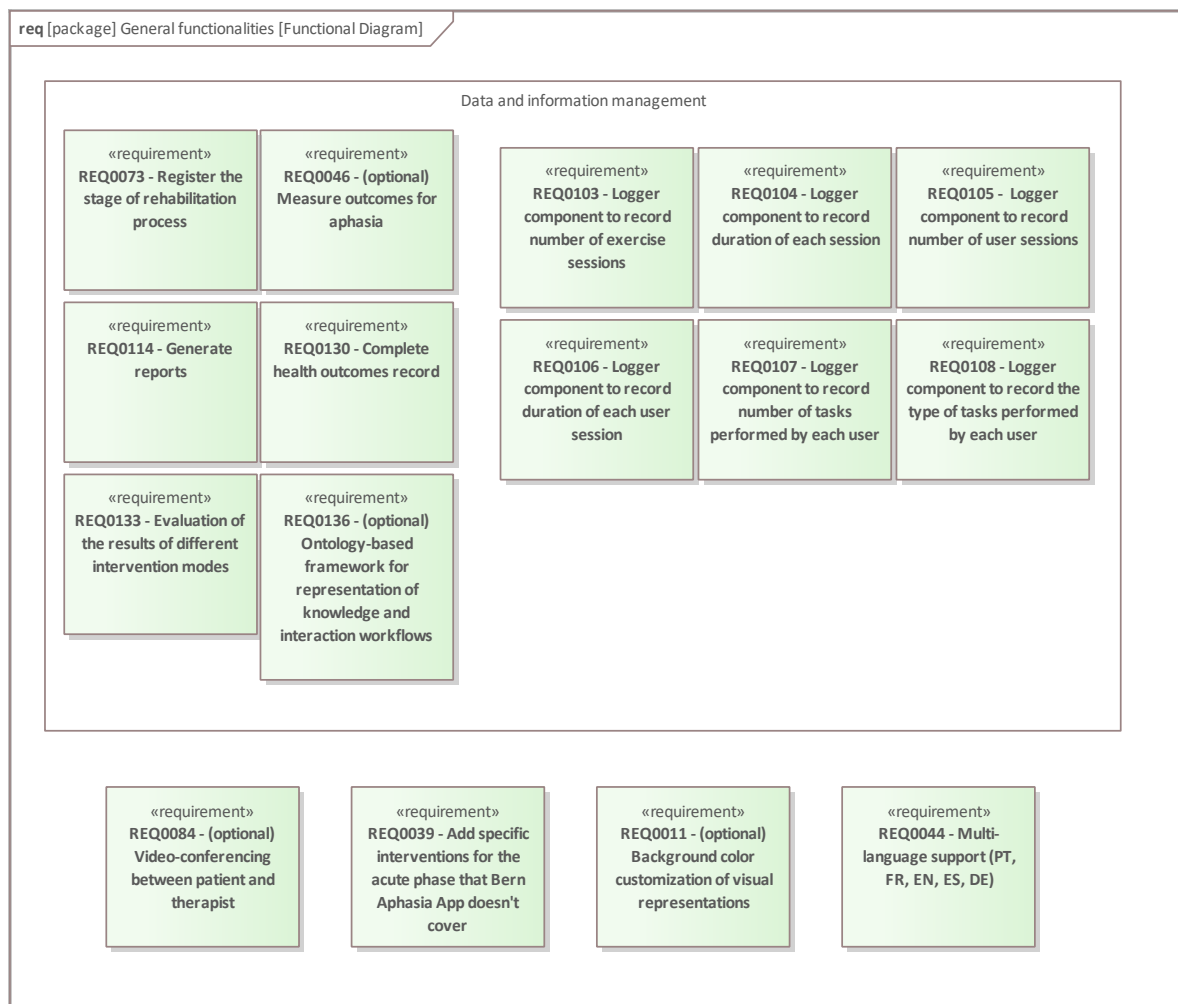 req [package] General functionalities [Functional Diagram]
Data and information management
«requirement»
REQ0073 - Register the
stage of rehabilitation
process
«requirement»
REQ0046 - (optional)
Measure outcomes for
aphasia
«requirement»
REQ0103 - Logger
component to record
number of exercise
sessions
«requirement»
REQ0104 - Logger
component to record
duration of each session
«requirement»
REQ0105 - Logger
component to record
number of user sessions
«requirement»
REQ0114 - Generate
reports
«requirement»
REQ0130 - Complete
health outcomes record
«requirement»
REQ0106 - Logger
component to record
duration of each user
session
«requirement»
REQ0107 - Logger
component to record
number of tasks
performed by each user
«requirement»
REQ0108 - Logger
component to record the
type of tasks performed
by each user
«requirement»
REQ0133 - Evaluation of
the results of different
intervention modes
«requirement»
REQ0136 - (optional)
Ontology-based
framework for
representation of
knowledge and
interaction workflows
«requirement»
REQ0084 - (optional)
Video-conferencing
between patient and
therapist
«requirement»
REQ0039 - Add specific
interventions for the
acute phase that Bern
Aphasia App doesn't
cover
«requirement»
REQ0011 - (optional)
Background color
customization of visual
representations
«requirement»
REQ0044 - Multi-
language support (PT,
FR, EN, ES, DE)